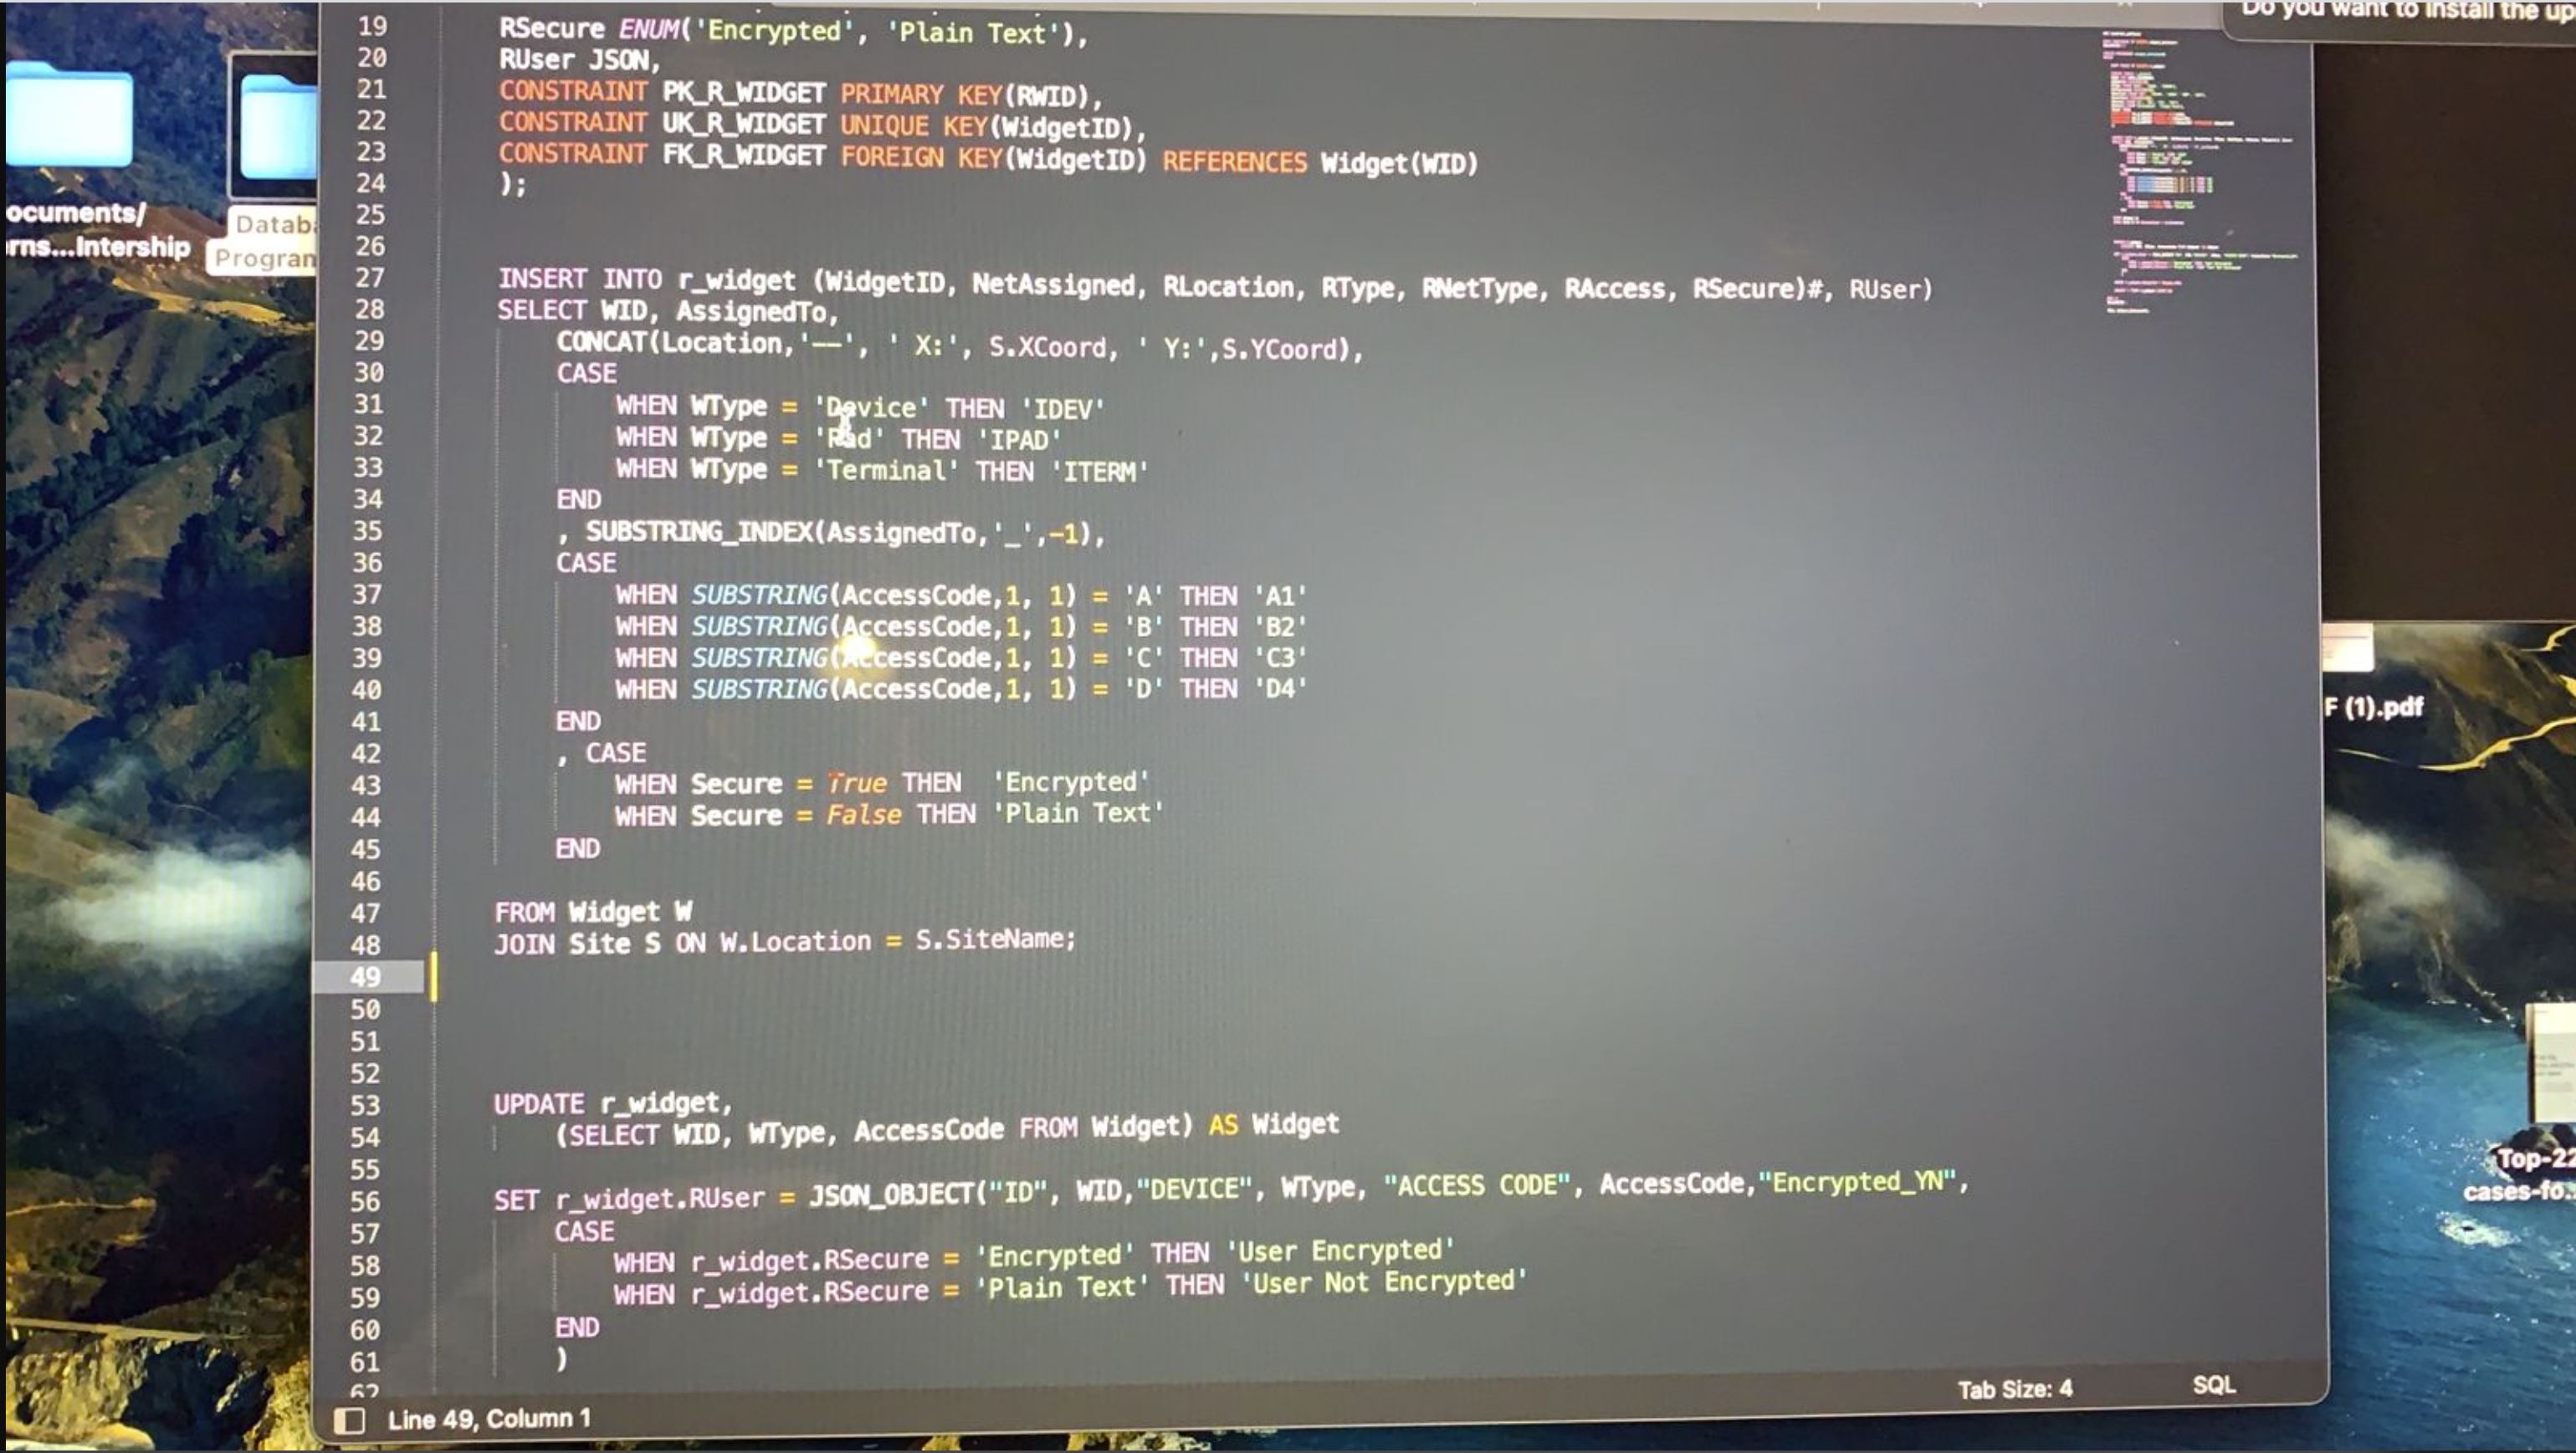 Do you want to install the up
19 RSecure ENUM('Encrypted', 'Plain Text'),
20 RUser JSON,
21 CONSTRAINT PK_R_WIDGET PRIMARY KEY(RWID),
22 CONSTRAINT UK_R_WIDGET UNIQUE KEY(WidgetID),
23 CONSTRAINT FK_R_WIDGET FOREIGN KEY(WidgetID) REFERENCES Widget(WID)
24 );
25
26
27 INSERT INTO r_widget (WidgetID, NetAssigned, RLocation, RType, RNetType, RAccess, RSecure)#, RUser)
28 SELECT WID, AssignedTo,
29 CONCAT(Location,'--', ' X:', S.XCoord, ' Y:',S.YCoord),
30 CASE
31 WHEN WType = 'Device' THEN 'IDEV'
32 WHEN WType = 'Pad' THEN 'IPAD'
33 WHEN WType = 'Terminal' THEN 'ITERM'
34 END
35 , SUBSTRING_INDEX(AssignedTo,'_',-1),
36 CASE
37 WHEN SUBSTRING(AccessCode,1, 1) = 'A' THEN 'A1'
38 WHEN SUBSTRING(AccessCode,1, 1) = 'B' THEN 'B2'
39 WHEN SUBSTRING(AccessCode,1, 1) = 'C' THEN 'C3'
40 WHEN SUBSTRING(AccessCode,1, 1) = 'D' THEN 'D4'
41 END
42 , CASE
43 WHEN Secure = True THEN 'Encrypted'
44 WHEN Secure = False THEN 'Plain Text'
45 END
46
47 FROM Widget W
48 JOIN Site S ON W.Location = S.SiteName;
49
50
51
52
53 UPDATE r_widget,
54 (SELECT WID, WType, AccessCode FROM Widget) AS Widget
55
56 SET r_widget.RUser = JSON_OBJECT("ID", WID,"DEVICE", WType, "ACCESS CODE", AccessCode,"Encrypted_YN",
57 CASE
58 WHEN r_widget.RSecure = 'Encrypted' THEN 'User Encrypted'
59 WHEN r_widget.RSecure = 'Plain Text' THEN 'User Not Encrypted'
60 END
61 )
62
Line 49, Column 1
Tab Size: 4
SQL
ocuments/
rns...Intership
Datab
Program
F (1).pdf
Top-22
cases-fo..